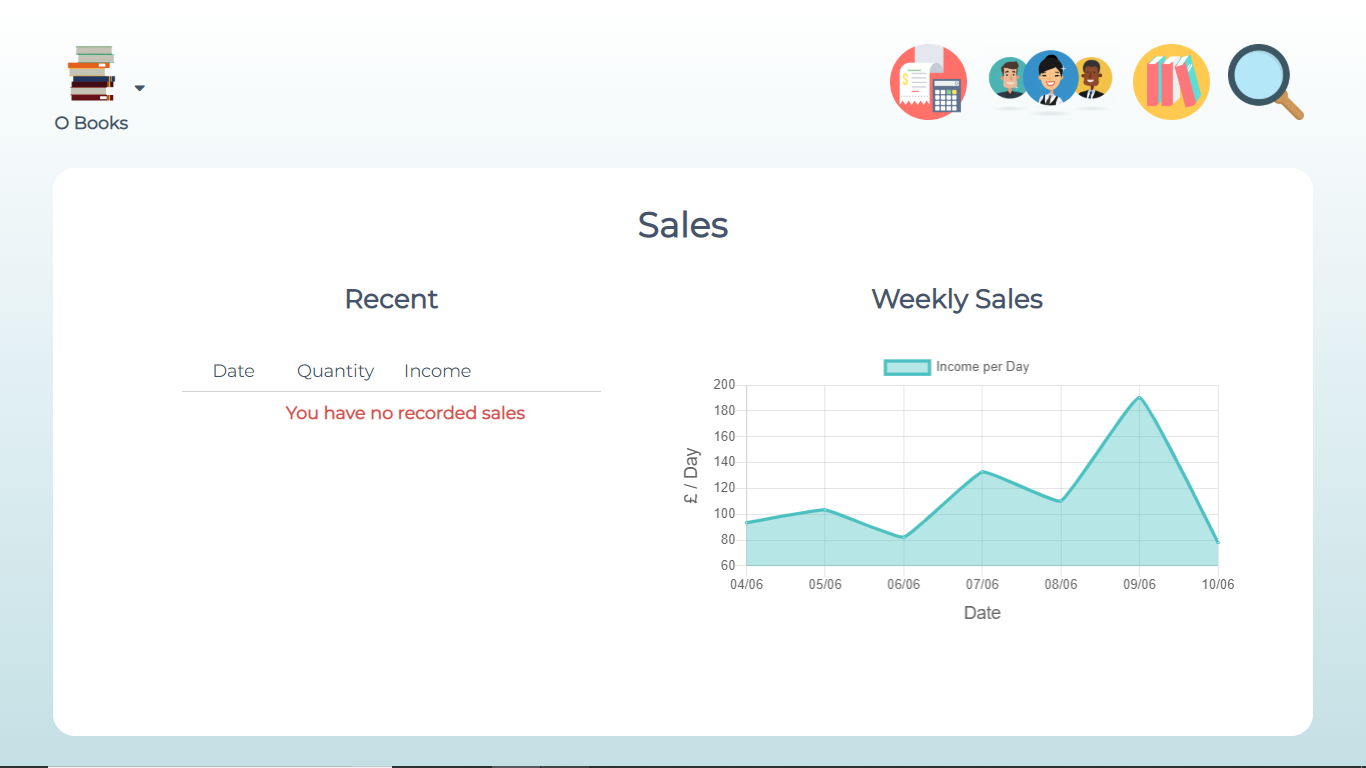 O Books
Sales
Recent
Date Quantity Income
You have no recorded sales
Weekly Sales
Income per Day
£ / Day
200
180
160
140
120
100
80
60
04/06 05/06 06/06 07/06 08/06 09/06 10/06
Date